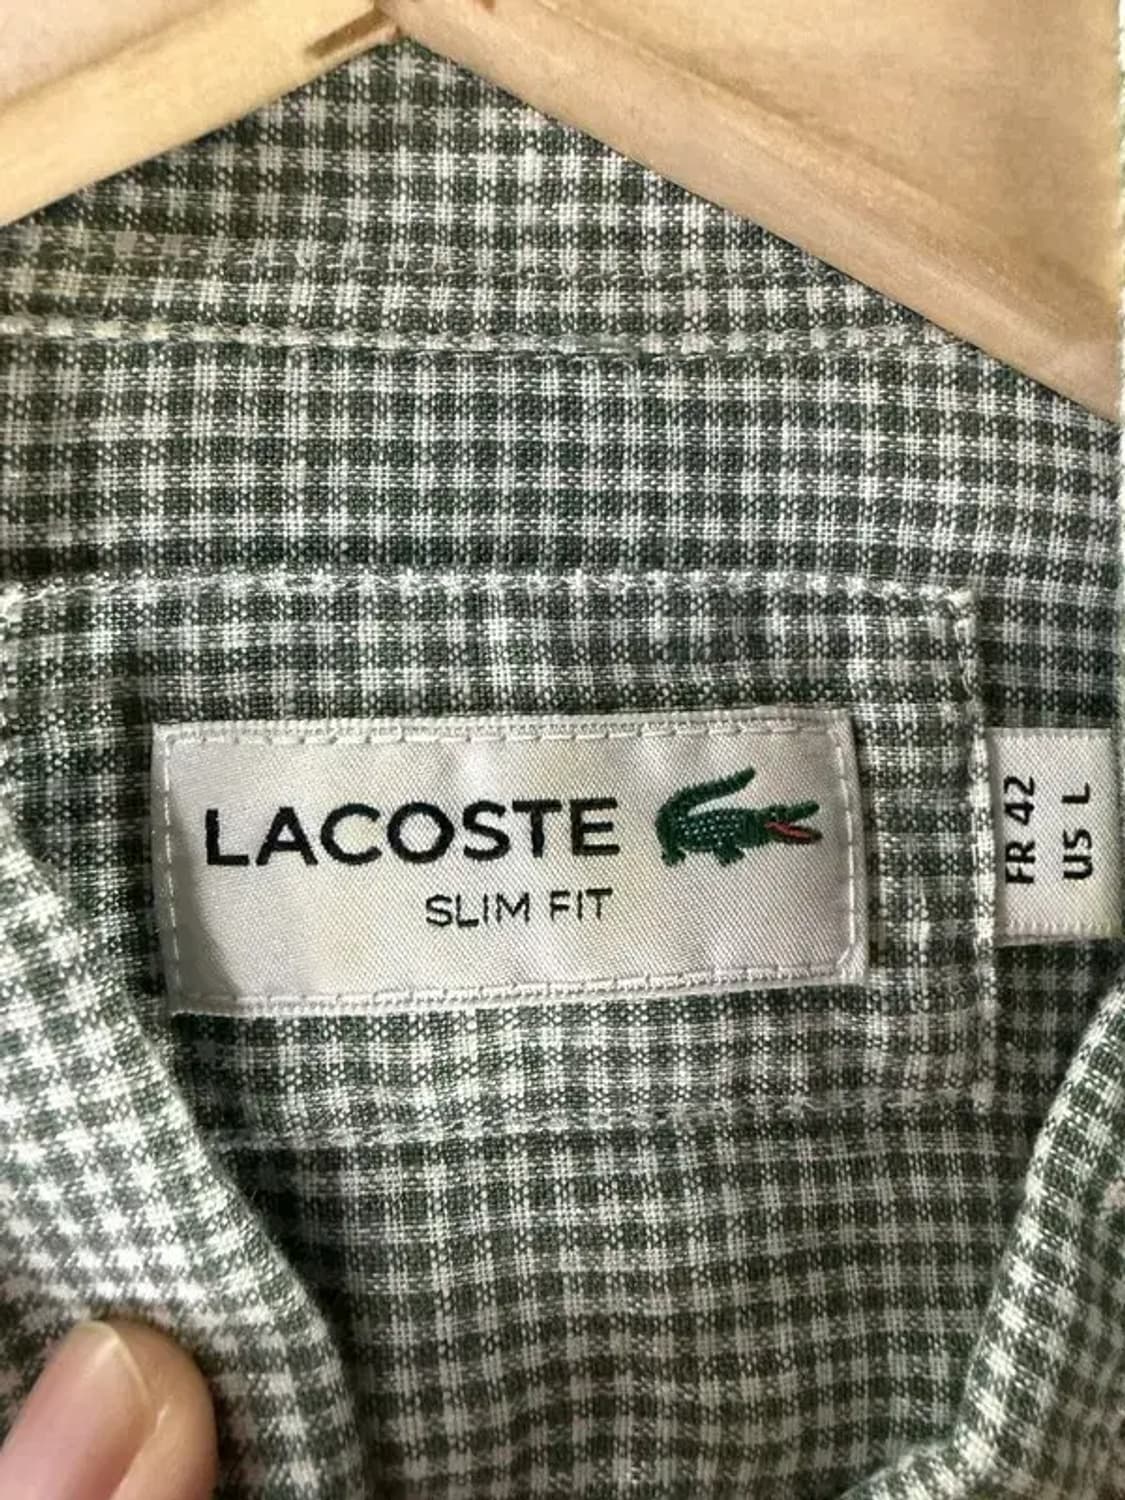 LACOSTE
SLIM FIT
FR 42
US L